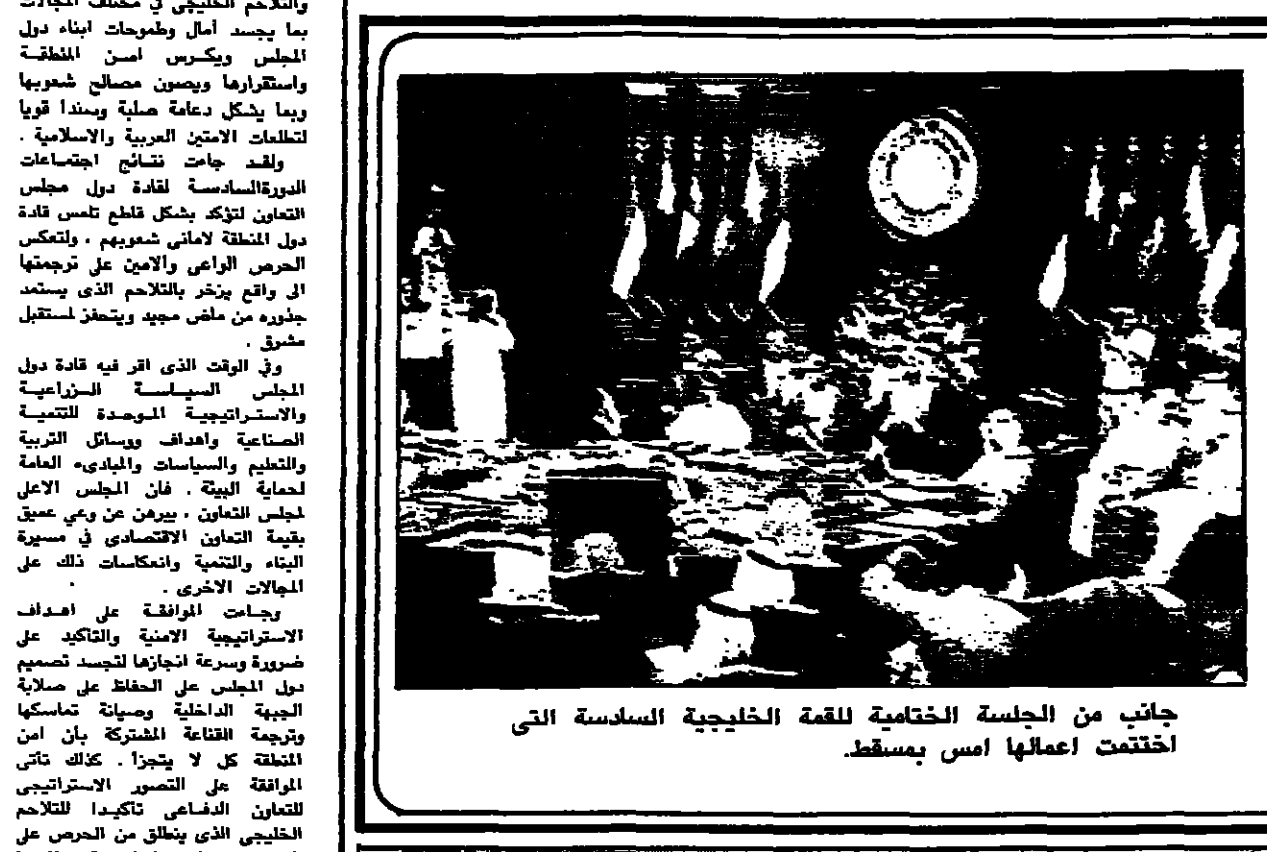 والتلاحم الخليجى في مختلف المجالات
بما يجسد أمال وطموحات ابناء دول
المجلس ويكرس امن المنطقة
واستقرارها ويصون مصالح شعوبها
وبما يشكل دعامة صلبة وسندا قويا
لتطلعات الامتين العربية والاسلامية .
ولقد جاءت نتائج اجتماعات
الدورةالسادسة لقادة دول مجلس
التعاون لتؤكد بشكل قاطع تلمس قادة
دول المنطقة لامانى شعوبهم ، ولتعكس
الحرص الواعى والامين على ترجمتها
الى واقع يزخر بالتلاحم الذى يستمد
جذوره من ماضى مجيد ويتحفز لمستقبل
مشرق .
وفي الوقت الذى اقر فيه قادة دول
المجلس السياسة الزراعية
والاستراتيجية الموحدة للتنمية
الصناعية واهداف ووسائل التربية
والتعليم والسياسات والمبادىء العامة
لحماية البيئة . فان المجلس الاعلى
لمجلس التعاون ، يبرهن عن وعي عميق
بقيمة التعاون الاقتصادى في مسيرة
البناء والتنمية وانعكاسات ذلك على
المجالات الاخرى .
وجاءت الموافقة على اهداف
الاستراتيجية الامنية والتأكيد على
ضرورة وسرعة انجازها لتجسد تصميم
دول المجلس على الحفاظ على صلابة
الجبهة الداخلية وصيانة تماسكها
وترجمة القناعة المشتركة بأن امن
المنطقة كل لا يتجزأ . كذلك تأتى
الموافقة على التصور الاستراتيجى
للتعاون الدفاعى تأكيدا للتلاحم
الخليجى الذى ينطلق من الحرص على
جانب من الجلسة الختامية للقمة الخليجية السادسة التى
اختتمت اعمالها امس بمسقط.